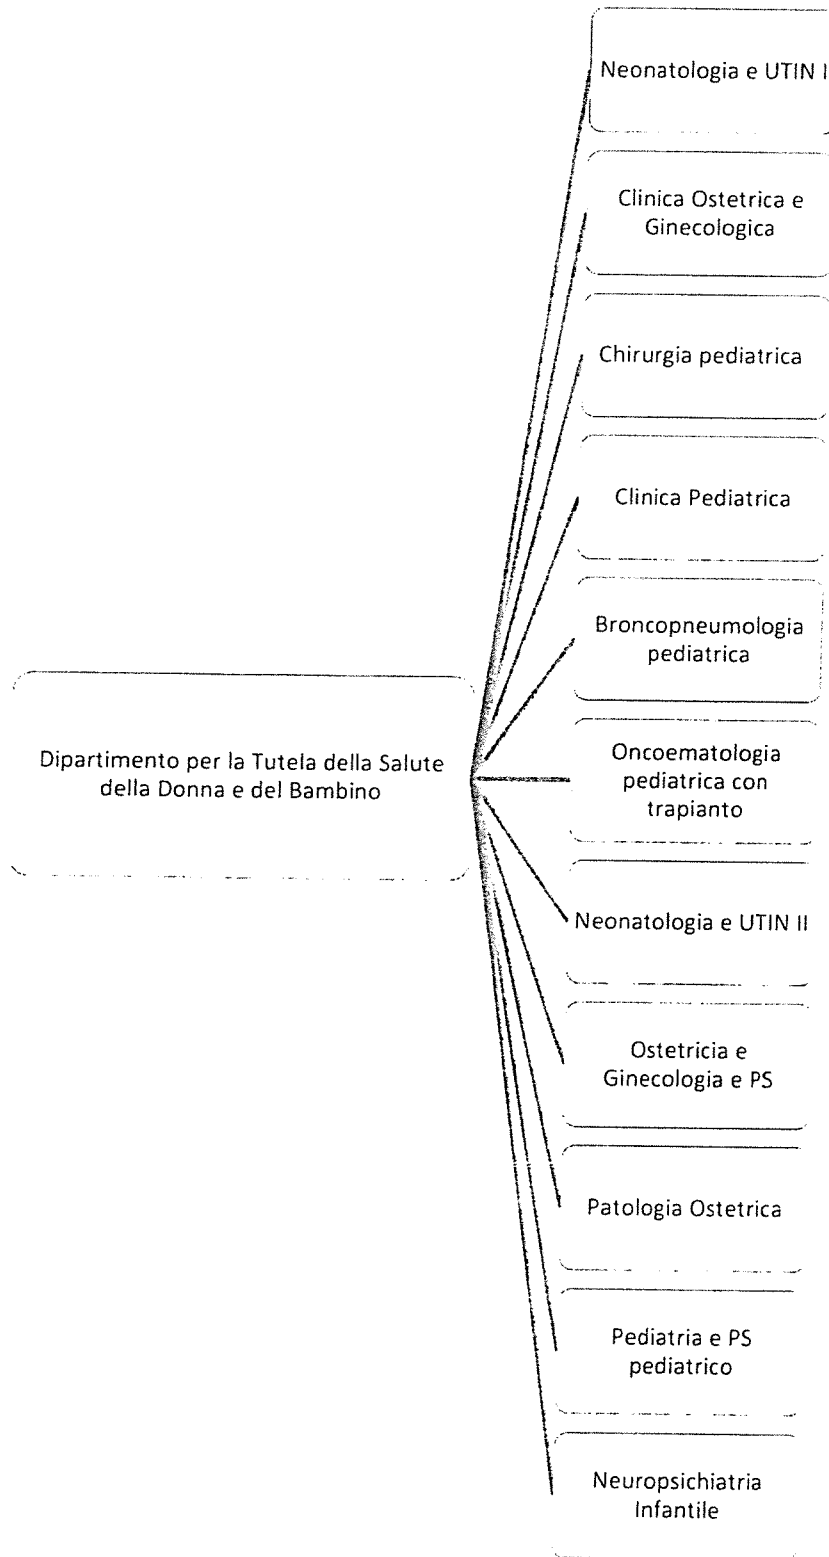 Neonatologia e UTIN I
Clinica Ostetrica e
Ginecologica
Chirurgia pediatrica
Clinica Pediatrica
Broncopneumologia
pediatrica
Dipartimento per la Tutela della Salute
della Donna e del Bambino
Oncoematologia
pediatrica con
trapianto
Neonatologia e UTIN II
Ostetricia e
Ginecologia e PS
Patologia Ostetrica
Pediatria e PS
pediatrico
Neuropsichiatria
Infantile